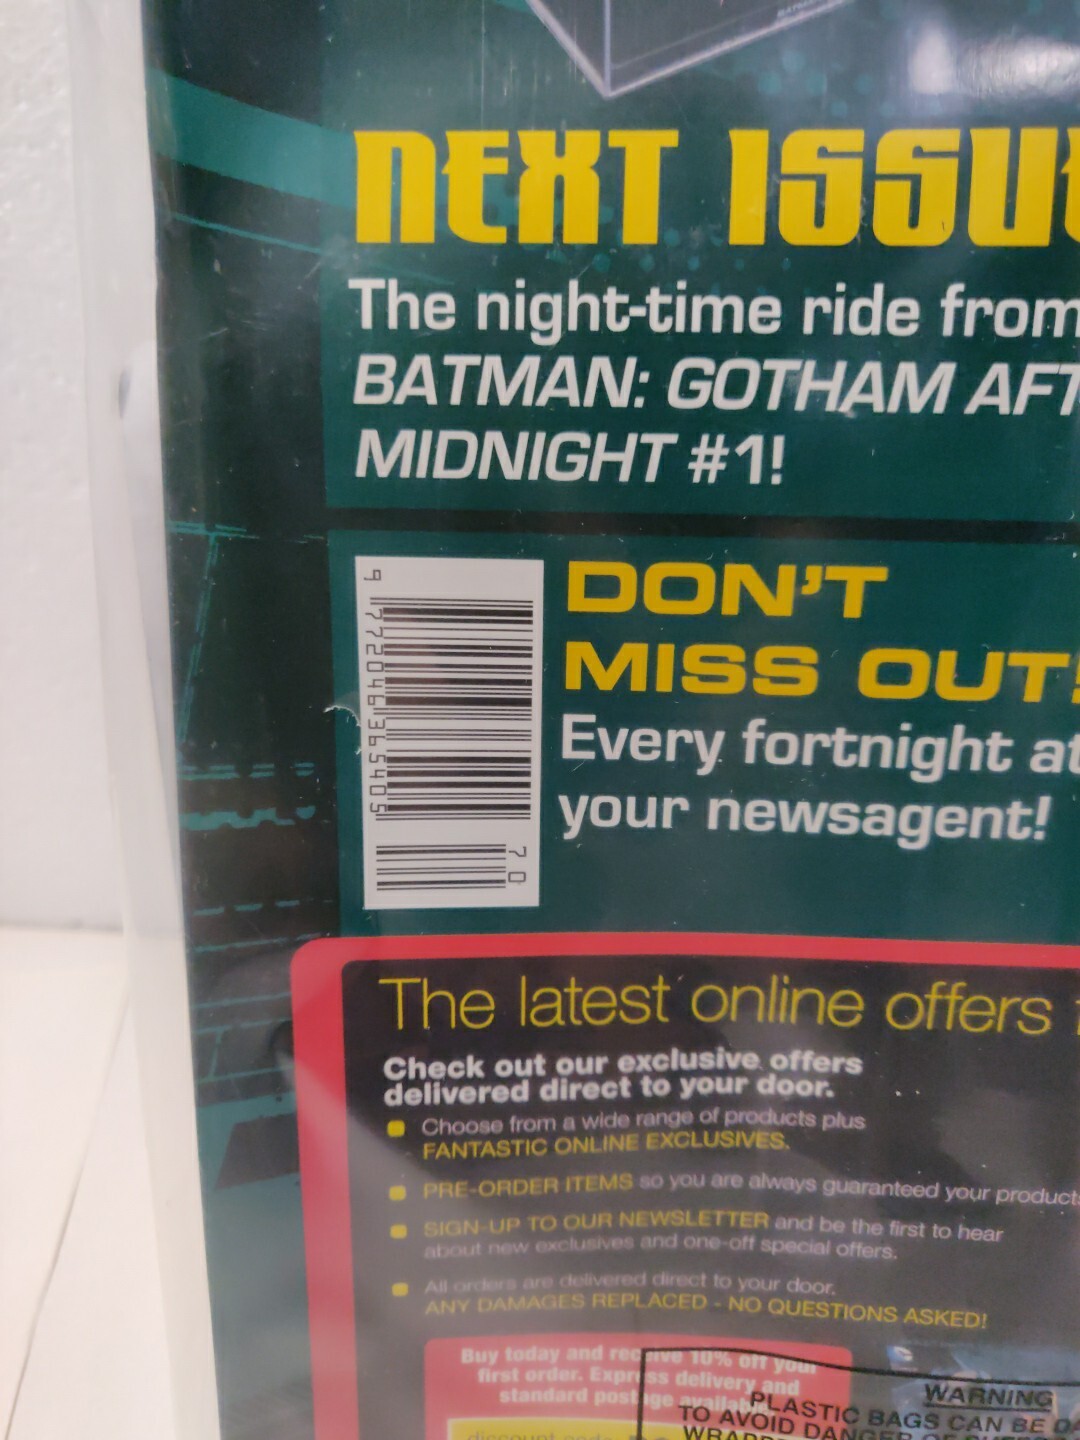 NEXT ISSU
The night-time ride from
BATMAN: GOTHAM AFT
MIDNIGHT #1!
9 772046 365405
70
DON'T
MISS OUT!
Every fortnight at
your newsagent!
The latest online offers
Check out our exclusive offers
delivered direct to your door.
Choose from a wide range of products plus
FANTASTIC ONLINE EXCLUSIVES.
PRE-ORDER ITEMS so you are always guaranteed your products
SIGN-UP TO OUR NEWSLETTER and be the first to hear
about new exclusives and one-off special offers.
All orders are delivered direct to your door.
ANY DAMAGES REPLACED - NO QUESTIONS ASKED!
Buy today and receive 10% off your
first order. Express delivery and
standard postage available.
discount code:
WARNING
PLASTIC BAGS CAN BE DA
TO AVOID DANGER OF